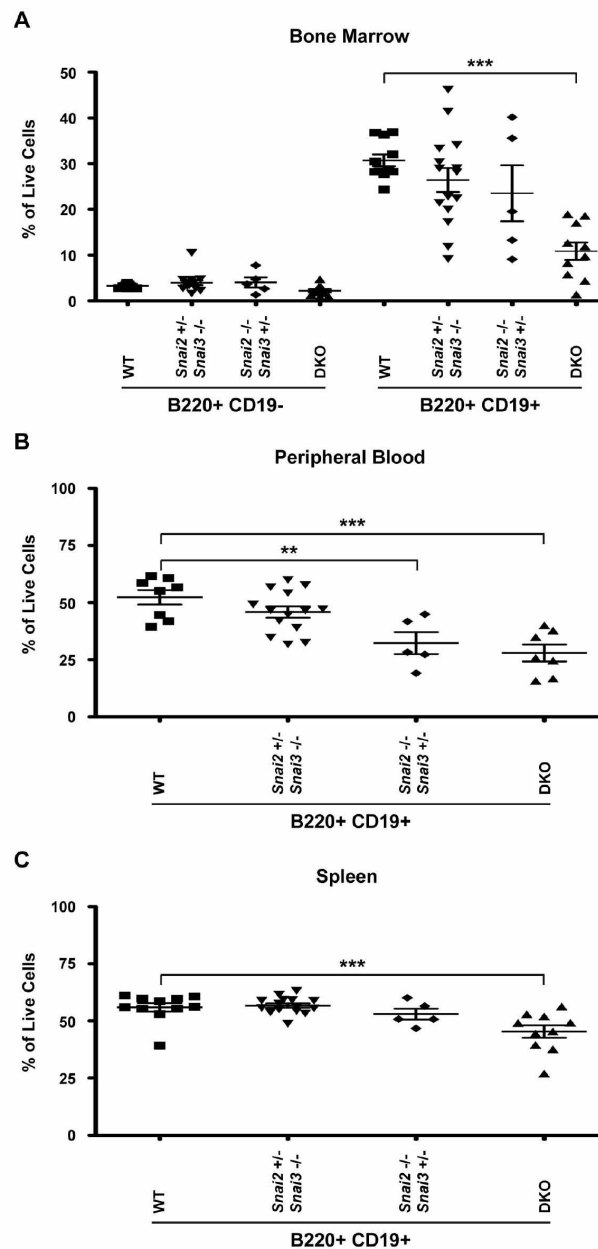 A
Bone Marrow
***
% of Live Cells
50
40
30
20
10
0
WT
Snai2 +/-
Snai3 -/-
Snai2 -/-
Snai3 +/-
DKO
WT
Snai2 +/-
Snai3 -/-
Snai2 -/-
Snai3 +/-
DKO
B220+ CD19-
B220+ CD19+
B
Peripheral Blood
***
**
% of Live Cells
100
75
50
25
0
WT
Snai2 +/-
Snai3 -/-
Snai2 -/-
Snai3 +/-
DKO
B220+ CD19+
C
Spleen
***
% of Live Cells
100
75
50
25
0
WT
Snai2 +/-
Snai3 -/-
Snai2 -/-
Snai3 +/-
DKO
B220+ CD19+